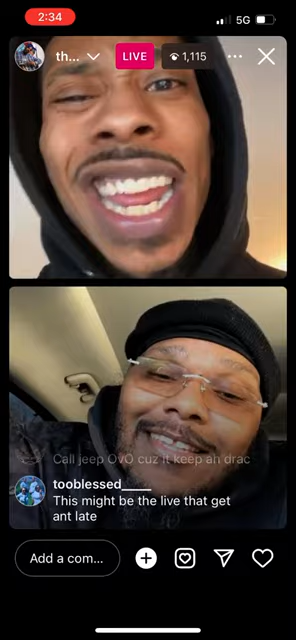 2:34
5G
th...
LIVE
1,115
Call jeep OVO cuz it keep an drac
tooblessed____
This might be the live that get
ant late
Add a com...